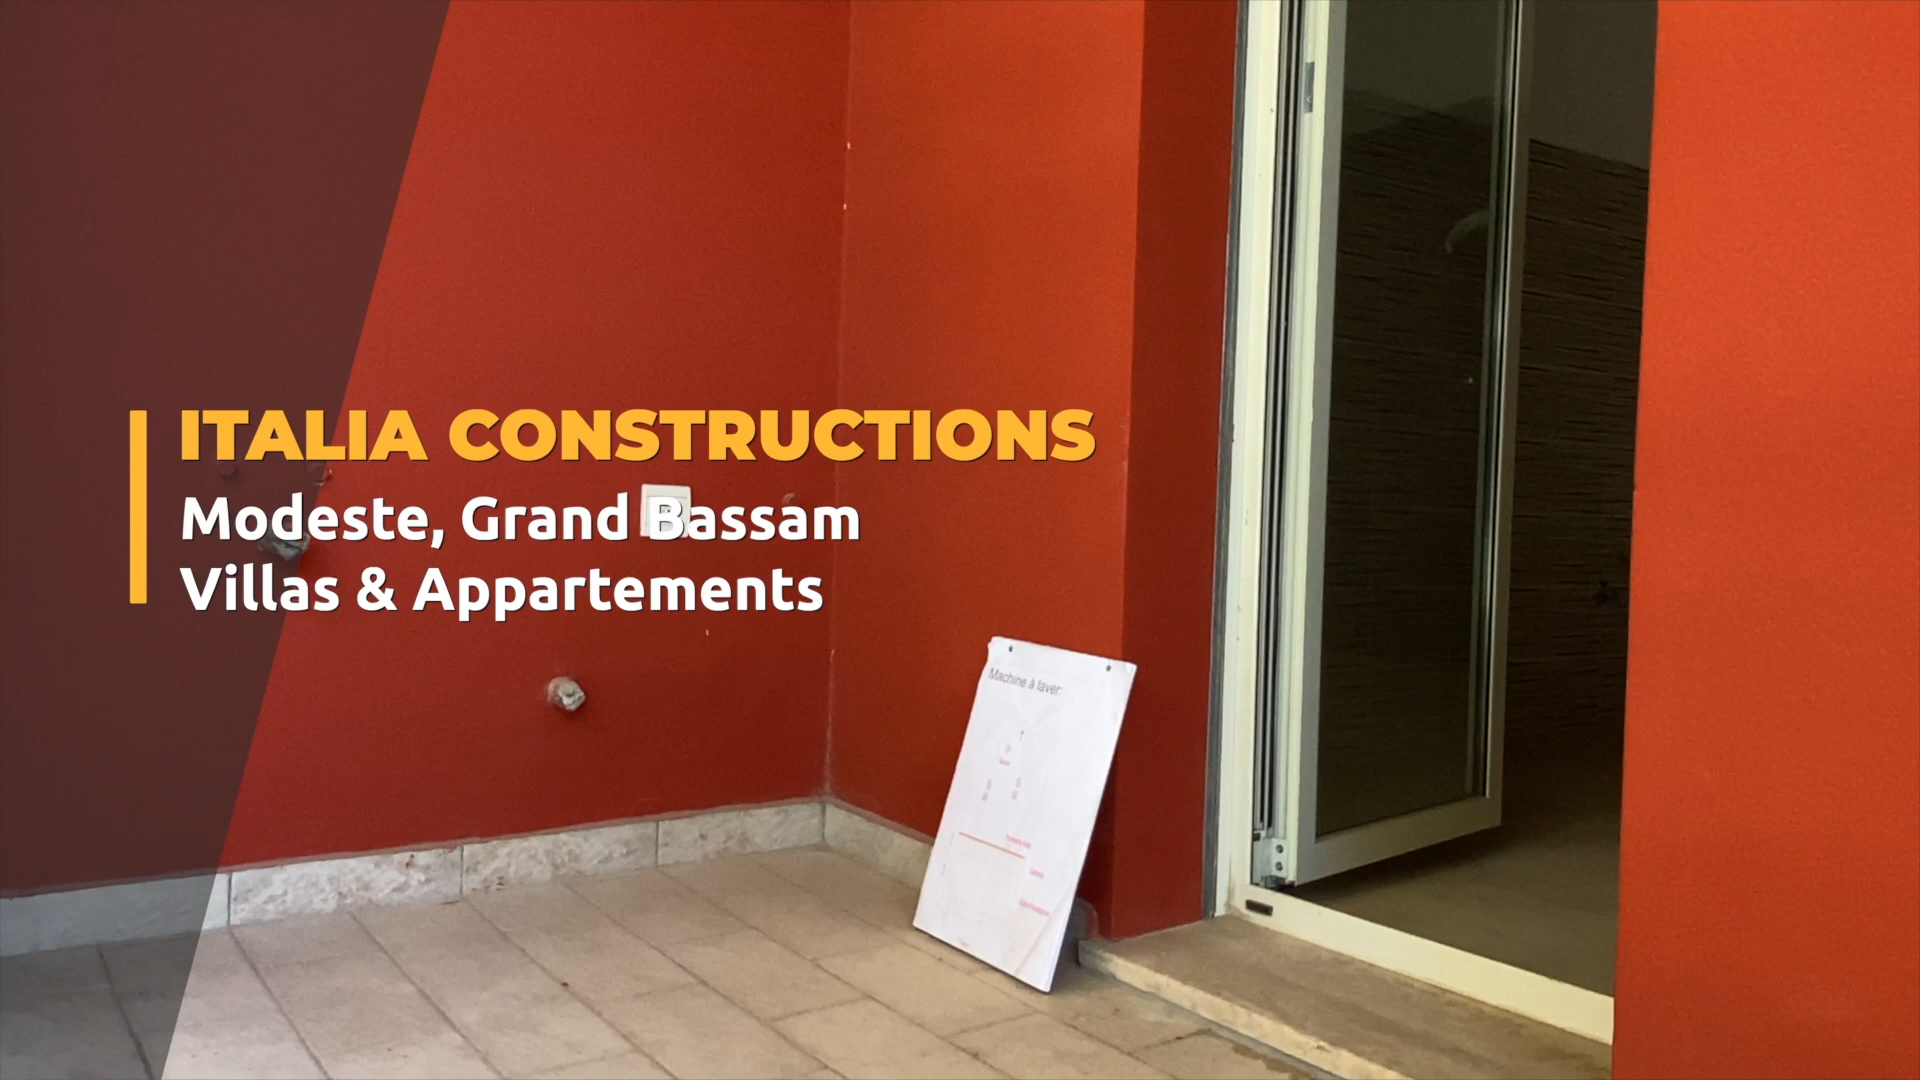 ITALIA CONSTRUCTIONS
Modeste, Grand Bassam
Villas & Appartements
Machine à laver: